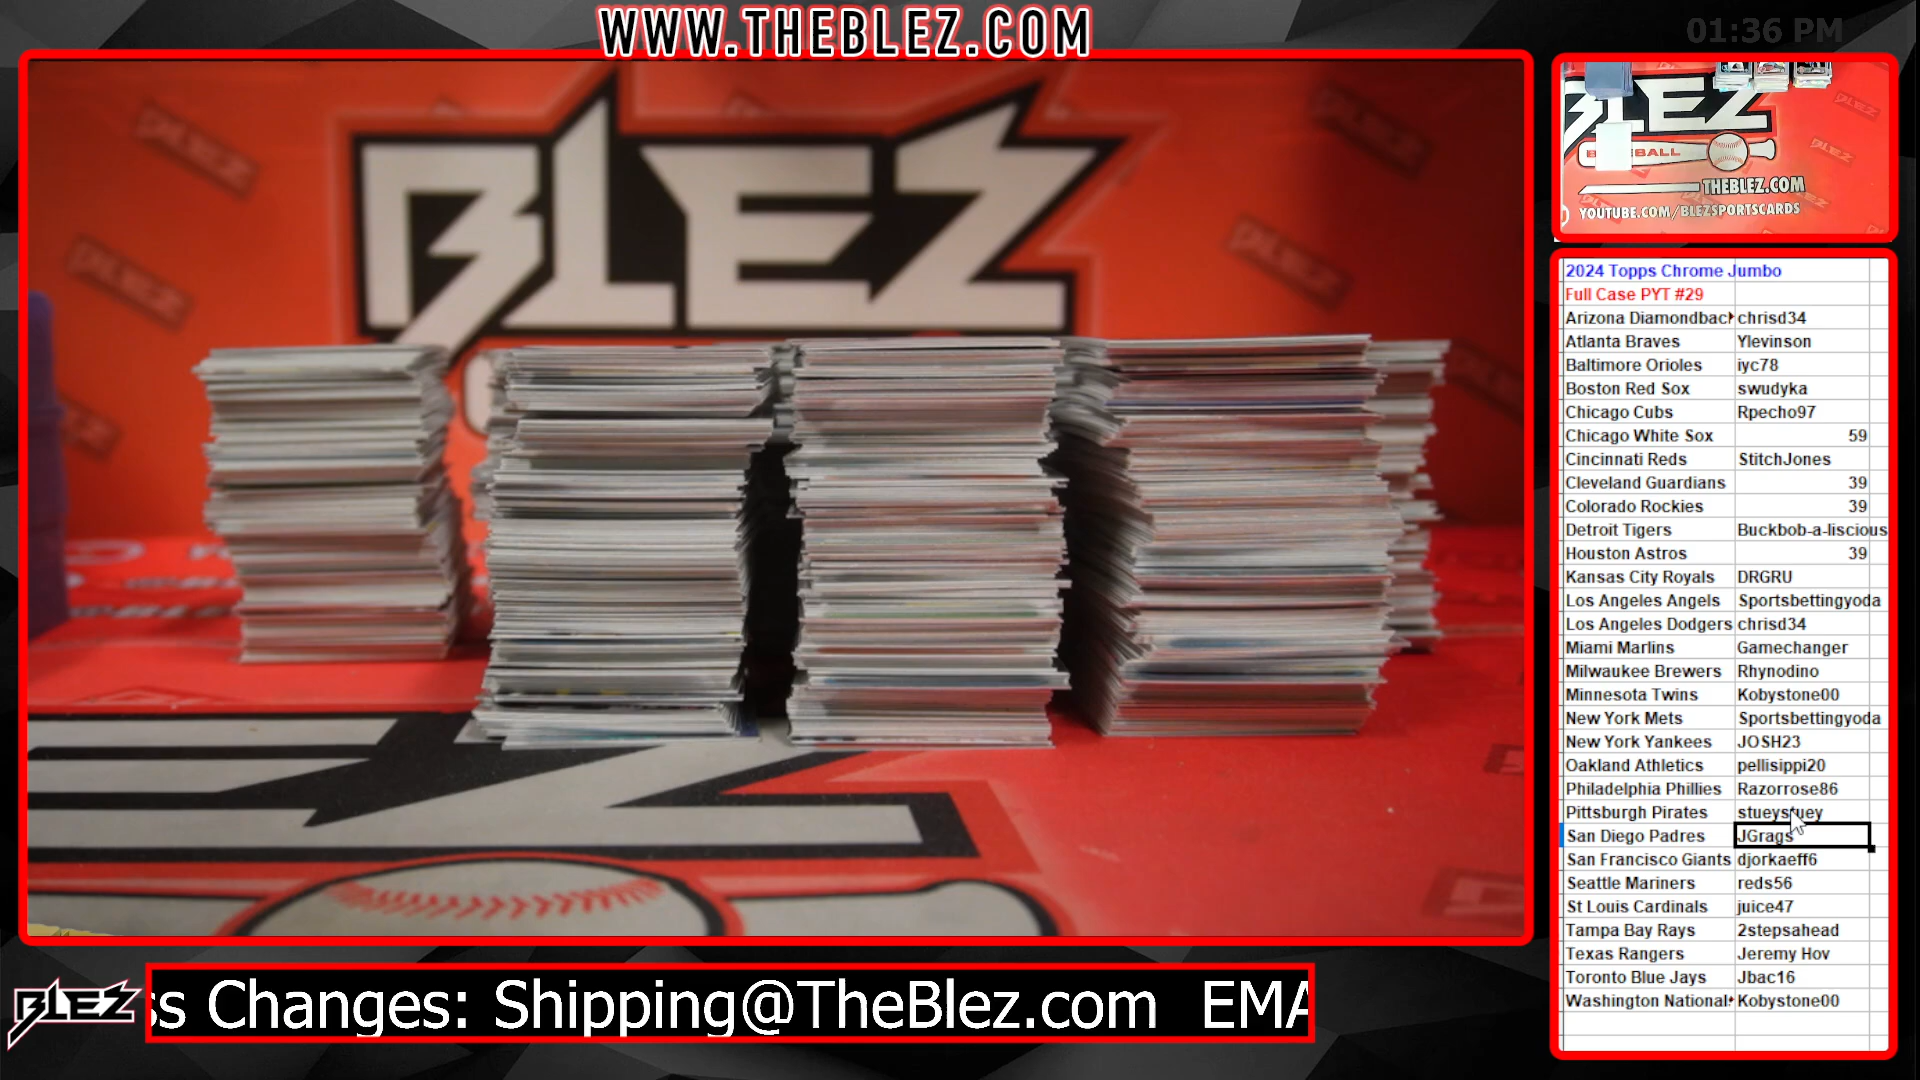 WWW.THEBLEZ.COM
01:36 PM
BLEZ
BLEZ
THEBLEZ.COM
YOUTUBE.COM/BLEZSPORTSCARDS
2024 Topps Chrome Jumbo
Full Case PYT #29
Arizona Diamondback chrisd34
Atlanta Braves Ylevinson
Baltimore Orioles iyc78
Boston Red Sox swudyka
Chicago Cubs Rpecho97
Chicago White Sox 59
Cincinnati Reds StitchJones
Cleveland Guardians 39
Colorado Rockies 39
Detroit Tigers Buckbob-a-liscious
Houston Astros 39
Kansas City Royals DRGRU
Los Angeles Angels Sportsbettingyoda
Los Angeles Dodgers chrisd34
Miami Marlins Gamechanger
Milwaukee Brewers Rhynodino
Minnesota Twins Kobystone00
New York Mets Sportsbettingyoda
New York Yankees JOSH23
Oakland Athletics pellisippi20
Philadelphia Phillies Razorrose86
Pittsburgh Pirates stueystuey
San Diego Padres JGrags
San Francisco Giants djorkaeff6
Seattle Mariners reds56
St Louis Cardinals juice47
Tampa Bay Rays 2stepsahead
Texas Rangers Jeremy Hov
Toronto Blue Jays Jbac16
Washington National Kobystone00
BLEZ
ss Changes: Shipping@TheBlez.com EMA